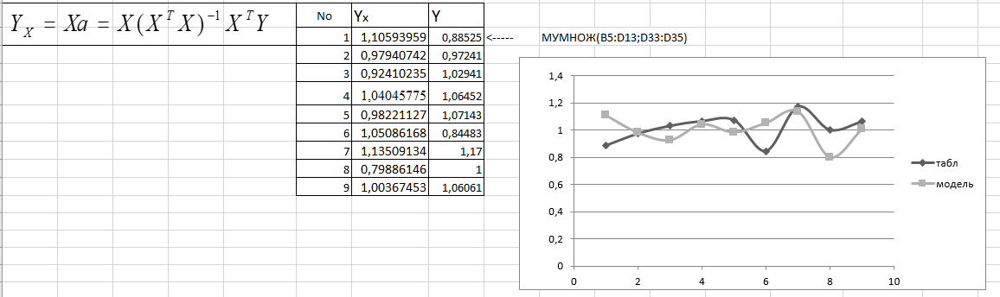 Y_X = Xa = X(X^T X)^{-1} X^T Y
No Yx Y
1 1,10593959 0,88525 <----- МУМНОЖ(B5:D13;D33:D35)
2 0,97940742 0,97241
3 0,92410235 1,02941
4 1,04045775 1,06452
5 0,98221127 1,07143
6 1,05086168 0,84483
7 1,13509134 1,17
8 0,79886146 1
9 1,00367453 1,06061
1,4
1,2
1
0,8
0,6
0,4
0,2
0
0 2 4 6 8 10
табл
модель